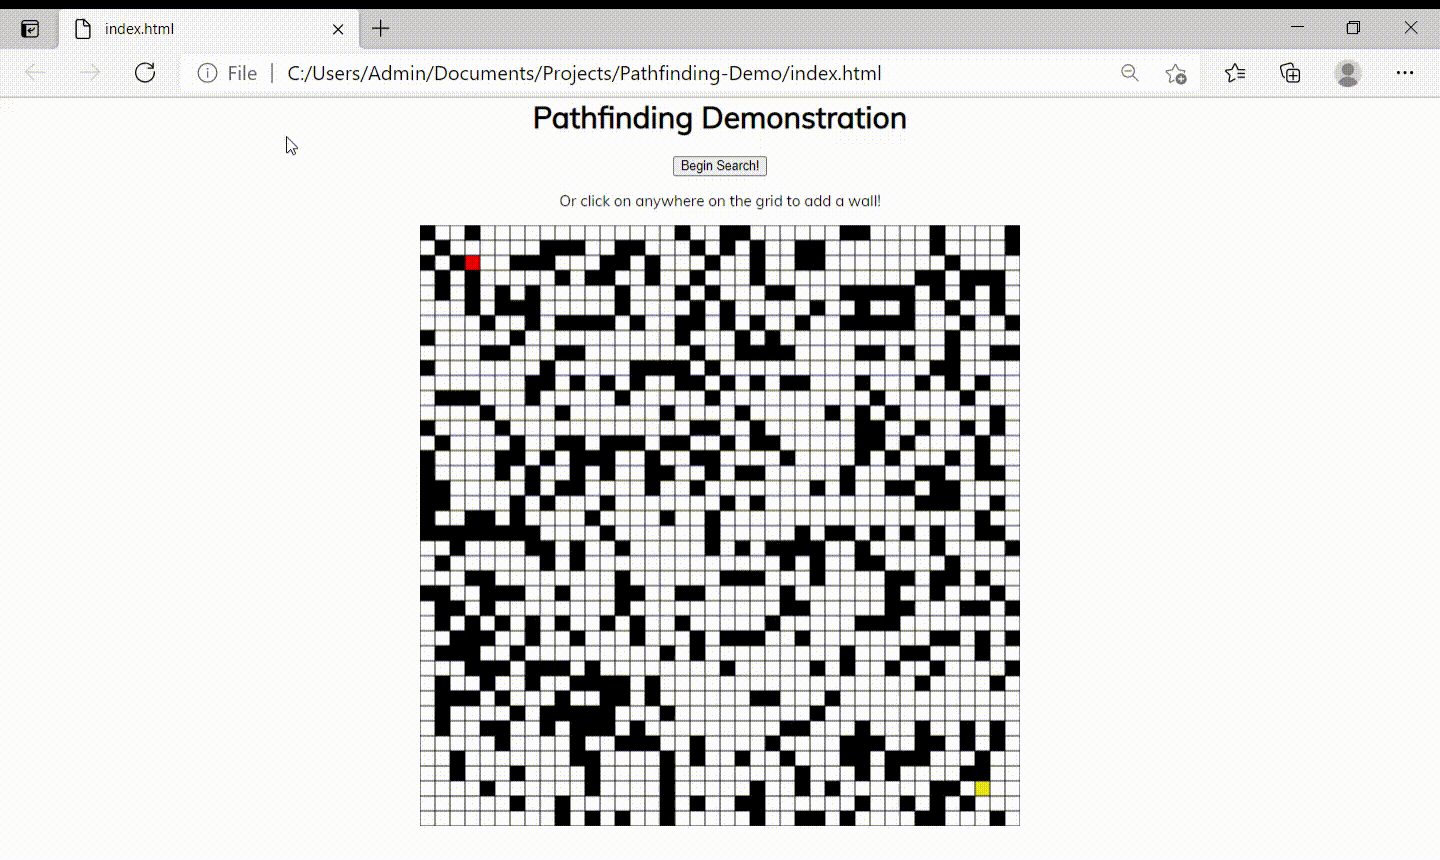 index.html
File | C:/Users/Admin/Documents/Projects/Pathfinding-Demo/index.html
Pathfinding Demonstration
Begin Search!
Or click on anywhere on the grid to add a wall!